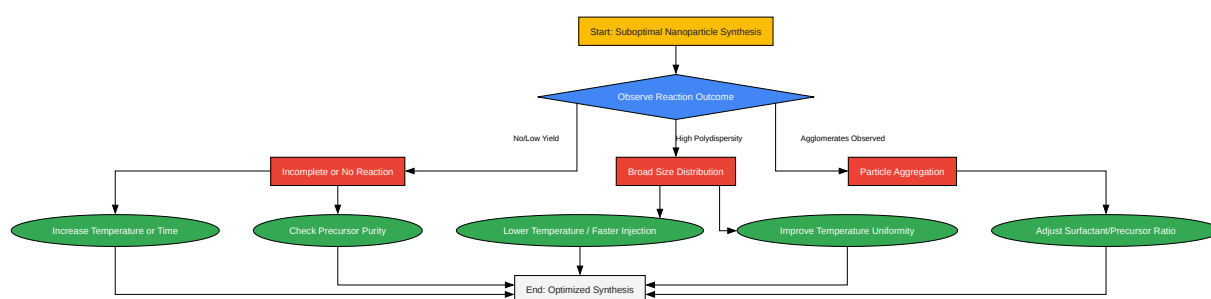 Start: Suboptimal Nanoparticle Synthesis
Observe Reaction Outcome
No/Low Yield
High Polydispersity
Agglomerates Observed
Incomplete or No Reaction
Broad Size Distribution
Particle Aggregation
Increase Temperature or Time
Check Precursor Purity
Lower Temperature / Faster Injection
Improve Temperature Uniformity
Adjust Surfactant/Precursor Ratio
End: Optimized Synthesis